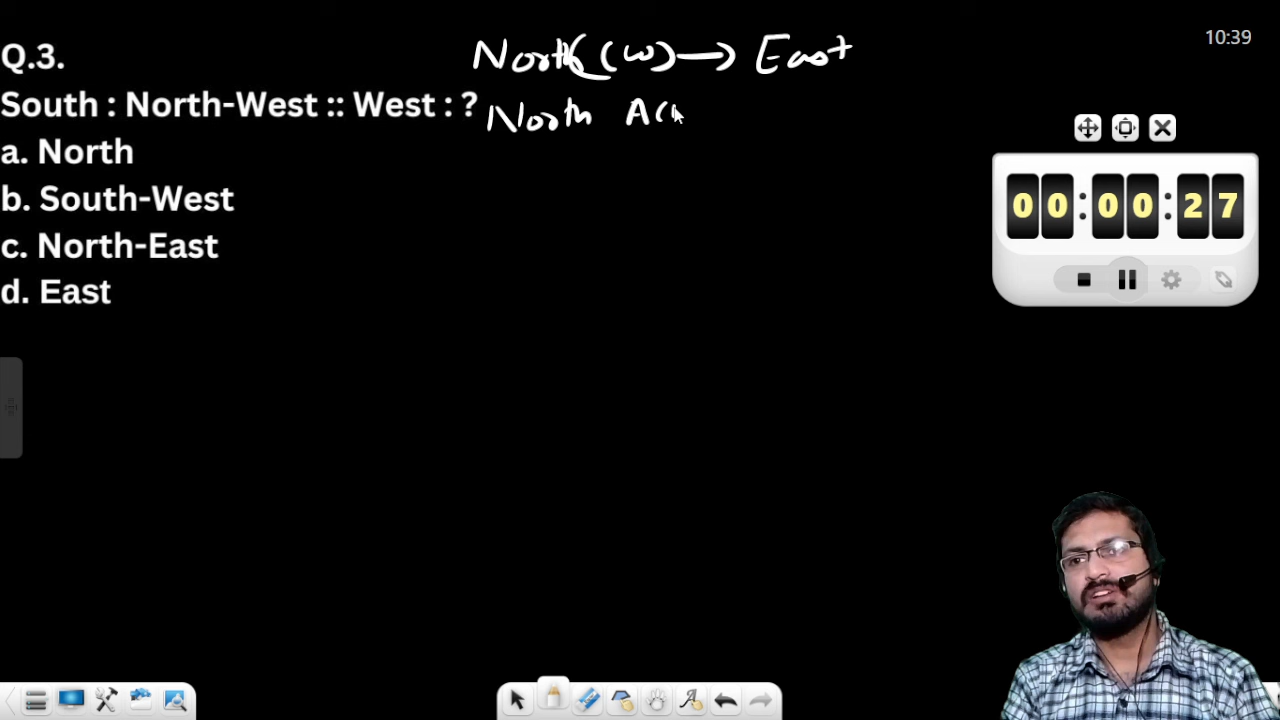 10:39
North (W) → East
Q.3.
South : North-West :: West : ?
North A(
a. North
b. South-West
c. North-East
d. East
00:00:27